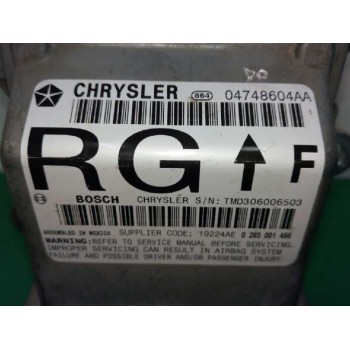 CHRYSLER 864 04748604AA
RG↑F
BOSCH CHRYSLER S/N: TMD306006503
ASSEMBLED IN MEXICO SUPPLIER CODE: 19224AE 0 285 001 466
WARNING: REFER TO SERVICE MANUAL BEFORE SERVICING.
IMPROPER SERVICING CAN RESULT IN AIRBAG SYSTEM
FAILURE AND POSSIBLE DRIVER AND/OR PASSENGER INJURY.